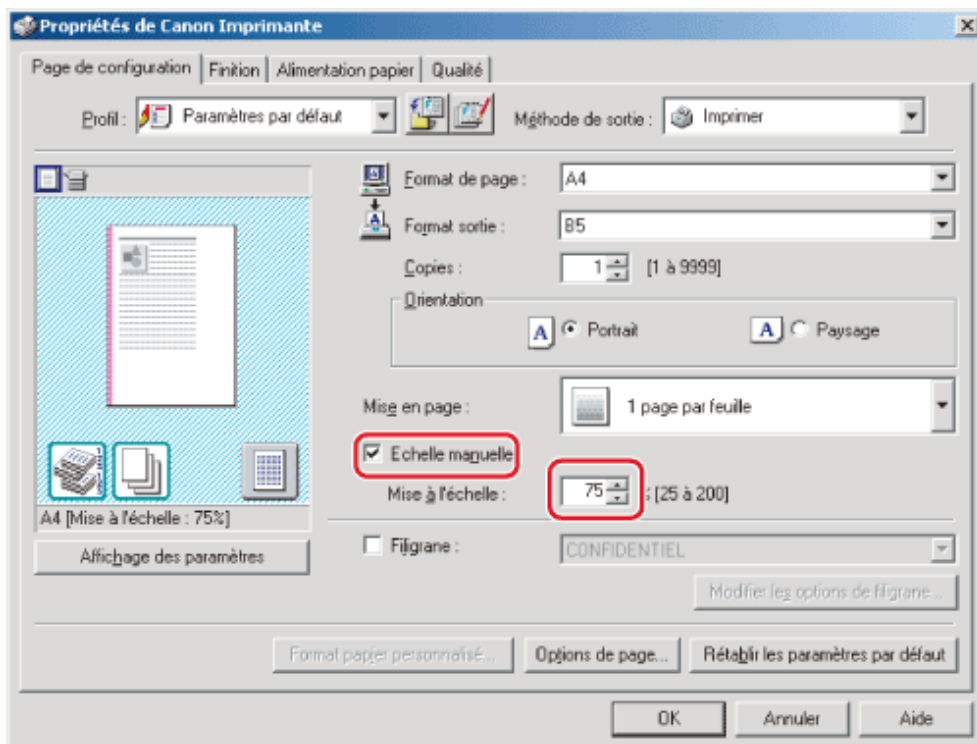 Propriétés de Canon Imprimante
Page de configuration Finition Alimentation papier Qualité
Profil : Paramètres par défaut Méthode de sortie : Imprimer
Format de page : A4
Format sortie : B5
Copies : 1 [1 à 9999]
Orientation
A Portrait A Paysage
Mise en page : 1 page par feuille
Echelle manuelle
Mise à l'échelle : 75 % [25 à 200]
A4 [Mise à l'échelle : 75%]
Affichage des paramètres
Filigrane : CONFIDENTIEL
Modifier les options de filigrane...
Format papier personnalisé... Options de page... Rétablir les paramètres par défaut
OK Annuler Aide